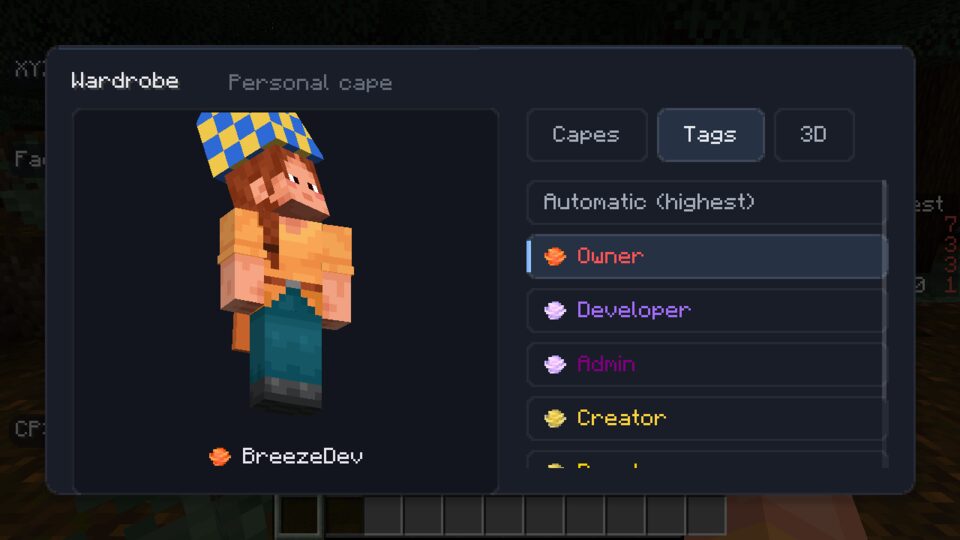 Wardrobe
Personal cape
Capes
Tags
3D
Automatic (highest)
Owner
Developer
Admin
Creator
BreezeDev